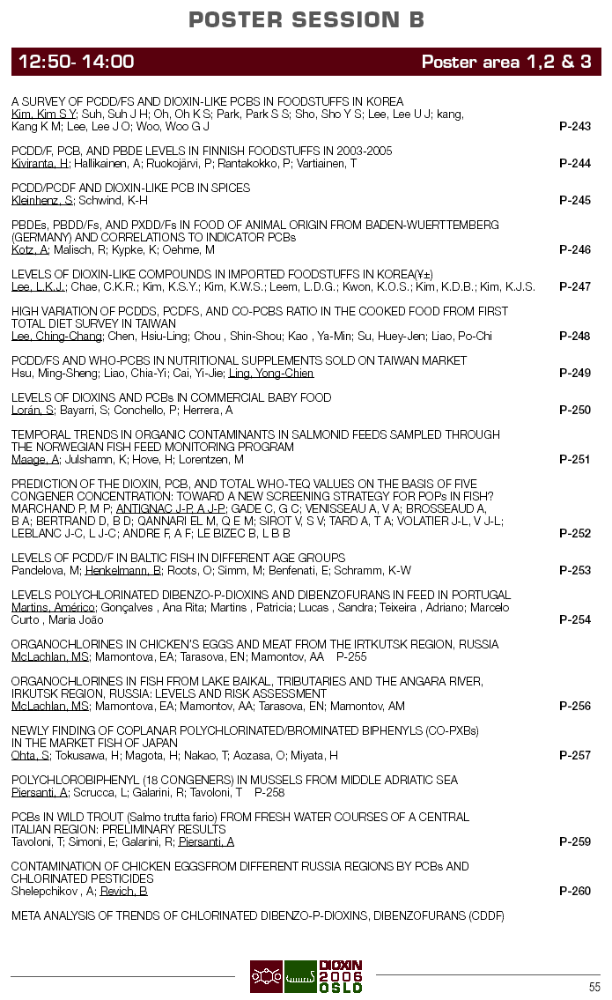 POSTER SESSION B
12:50- 14:00 Poster area 1,2 & 3
A SURVEY OF PCDD/FS AND DIOXIN-LIKE PCBS IN FOODSTUFFS IN KOREA
Kim, Kim S Y; Suh, Suh J H; Oh, Oh K S; Park, Park S S; Sho, Sho Y S; Lee, Lee U J; kang,
Kang K M; Lee, Lee J O; Woo, Woo G J P-243
PCDD/F, PCB, AND PBDE LEVELS IN FINNISH FOODSTUFFS IN 2003-2005
Kiviranta, H; Hallikainen, A; Ruokojärvi, P; Rantakokko, P; Vartiainen, T P-244
PCDD/PCDF AND DIOXIN-LIKE PCB IN SPICES
Kleinhenz, S; Schwind, K-H P-245
PBDEs, PBDD/Fs, AND PXDD/Fs IN FOOD OF ANIMAL ORIGIN FROM BADEN-WUERTTEMBERG
(GERMANY) AND CORRELATIONS TO INDICATOR PCBs
Kotz, A; Malisch, R; Kypke, K; Oehme, M P-246
LEVELS OF DIOXIN-LIKE COMPOUNDS IN IMPORTED FOODSTUFFS IN KOREA(¥±)
Lee, L.K.J.; Chae, C.K.R.; Kim, K.S.Y.; Kim, K.W.S.; Leem, L.D.G.; Kwon, K.O.S.; Kim, K.D.B.; Kim, K.J.S. P-247
HIGH VARIATION OF PCDDS, PCDFS, AND CO-PCBS RATIO IN THE COOKED FOOD FROM FIRST
TOTAL DIET SURVEY IN TAIWAN
Lee, Ching-Chang; Chen, Hsiu-Ling; Chou , Shin-Shou; Kao , Ya-Min; Su, Huey-Jen; Liao, Po-Chi P-248
PCDD/FS AND WHO-PCBS IN NUTRITIONAL SUPPLEMENTS SOLD ON TAIWAN MARKET
Hsu, Ming-Sheng; Liao, Chia-Yi; Cai, Yi-Jie; Ling, Yong-Chien P-249
LEVELS OF DIOXINS AND PCBs IN COMMERCIAL BABY FOOD
Lorán, S; Bayarri, S; Conchello, P; Herrera, A P-250
TEMPORAL TRENDS IN ORGANIC CONTAMINANTS IN SALMONID FEEDS SAMPLED THROUGH
THE NORWEGIAN FISH FEED MONITORING PROGRAM
Maage, A; Julshamn, K; Hove, H; Lorentzen, M P-251
PREDICTION OF THE DIOXIN, PCB, AND TOTAL WHO-TEQ VALUES ON THE BASIS OF FIVE
CONGENER CONCENTRATION: TOWARD A NEW SCREENING STRATEGY FOR POPs IN FISH?
MARCHAND P, M P; ANTIGNAC J-P, A J-P; GADE C, G C; VENISSEAU A, V A; BROSSEAUD A,
B A; BERTRAND D, B D; QANNARI EL M, Q E M; SIROT V, S V; TARD A, T A; VOLATIER J-L, V J-L;
LEBLANC J-C, L J-C; ANDRE F, A F; LE BIZEC B, L B B P-252
LEVELS OF PCDD/F IN BALTIC FISH IN DIFFERENT AGE GROUPS
Pandelova, M; Henkelmann, B; Roots, O; Simm, M; Benfenati, E; Schramm, K-W P-253
LEVELS POLYCHLORINATED DIBENZO-P-DIOXINS AND DIBENZOFURANS IN FEED IN PORTUGAL
Martins, Américo; Gonçalves , Ana Rita; Martins , Patricia; Lucas , Sandra; Teixeira , Adriano; Marcelo
Curto , Maria João P-254
ORGANOCHLORINES IN CHICKEN'S EGGS AND MEAT FROM THE IRTKUTSK REGION, RUSSIA
McLachlan, MS; Mamontova, EA; Tarasova, EN; Mamontov, AA P-255
ORGANOCHLORINES IN FISH FROM LAKE BAIKAL, TRIBUTARIES AND THE ANGARA RIVER,
IRKUTSK REGION, RUSSIA: LEVELS AND RISK ASSESSMENT
McLachlan, MS; Mamontova, EA; Mamontov, AA; Tarasova, EN; Mamontov, AM P-256
NEWLY FINDING OF COPLANAR POLYCHLORINATED/BROMINATED BIPHENYLS (CO-PXBs)
IN THE MARKET FISH OF JAPAN
Ohta, S; Tokusawa, H; Magota, H; Nakao, T; Aozasa, O; Miyata, H P-257
POLYCHLOROBIPHENYL (18 CONGENERS) IN MUSSELS FROM MIDDLE ADRIATIC SEA
Piersanti, A; Scrucca, L; Galarini, R; Tavoloni, T P-258
PCBs IN WILD TROUT (Salmo trutta fario) FROM FRESH WATER COURSES OF A CENTRAL
ITALIAN REGION: PRELIMINARY RESULTS
Tavoloni, T; Simoni, E; Galarini, R; Piersanti, A P-259
CONTAMINATION OF CHICKEN EGGSFROM DIFFERENT RUSSIA REGIONS BY PCBs AND
CHLORINATED PESTICIDES
Shelepchikov , A; Revich, B P-260
META ANALYSIS OF TRENDS OF CHLORINATED DIBENZO-P-DIOXINS, DIBENZOFURANS (CDDF)
DIOXIN
2006
OSLO
55